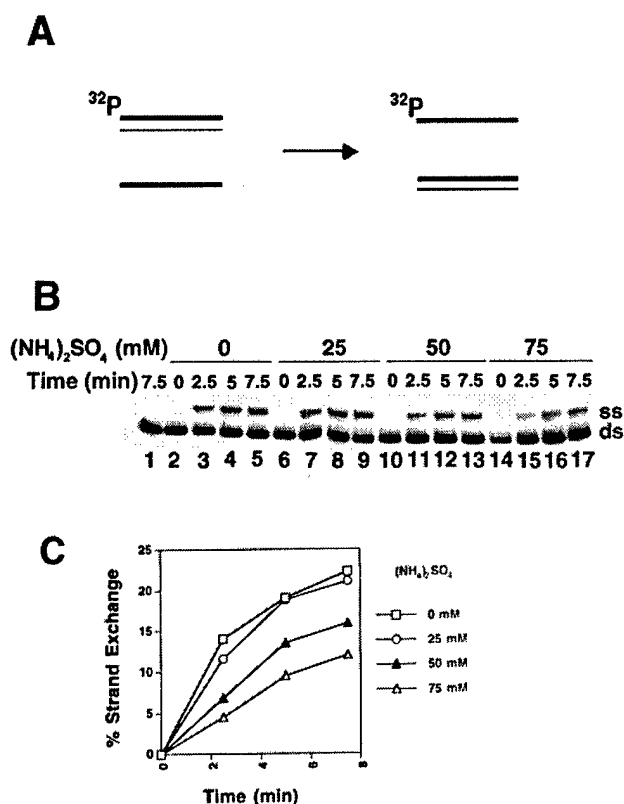 A
32P 32P
B
(NH4)2SO4 (mM) 0 25 50 75
Time (min) 7.5 0 2.5 5 7.5 0 2.5 5 7.5 0 2.5 5 7.5 0 2.5 5 7.5
ss
ds
1 2 3 4 5 6 7 8 9 10 11 12 13 14 15 16 17
C
25
20
15
10
5
0
% Strand Exchange
0 2 4 6 8
Time (min)
(NH4)2SO4
0 mM
25 mM
50 mM
75 mM